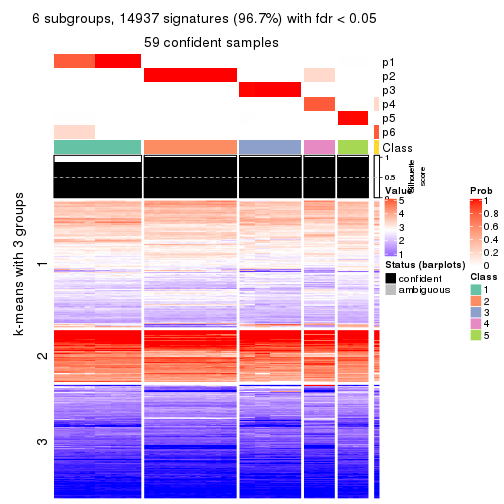 6 subgroups, 14937 signatures (96.7%) with fdr < 0.05
59 confident samples
p1
p2
p3
p4
p5
p6
Class
1
0.5
0
Silhouette
score
k-means with 3 groups
1
2
3
Value
5
4
3
2
1
Status (barplots)
confident
ambiguous
Prob
1
0.8
0.6
0.4
0.2
0
Class
1
2
3
4
5